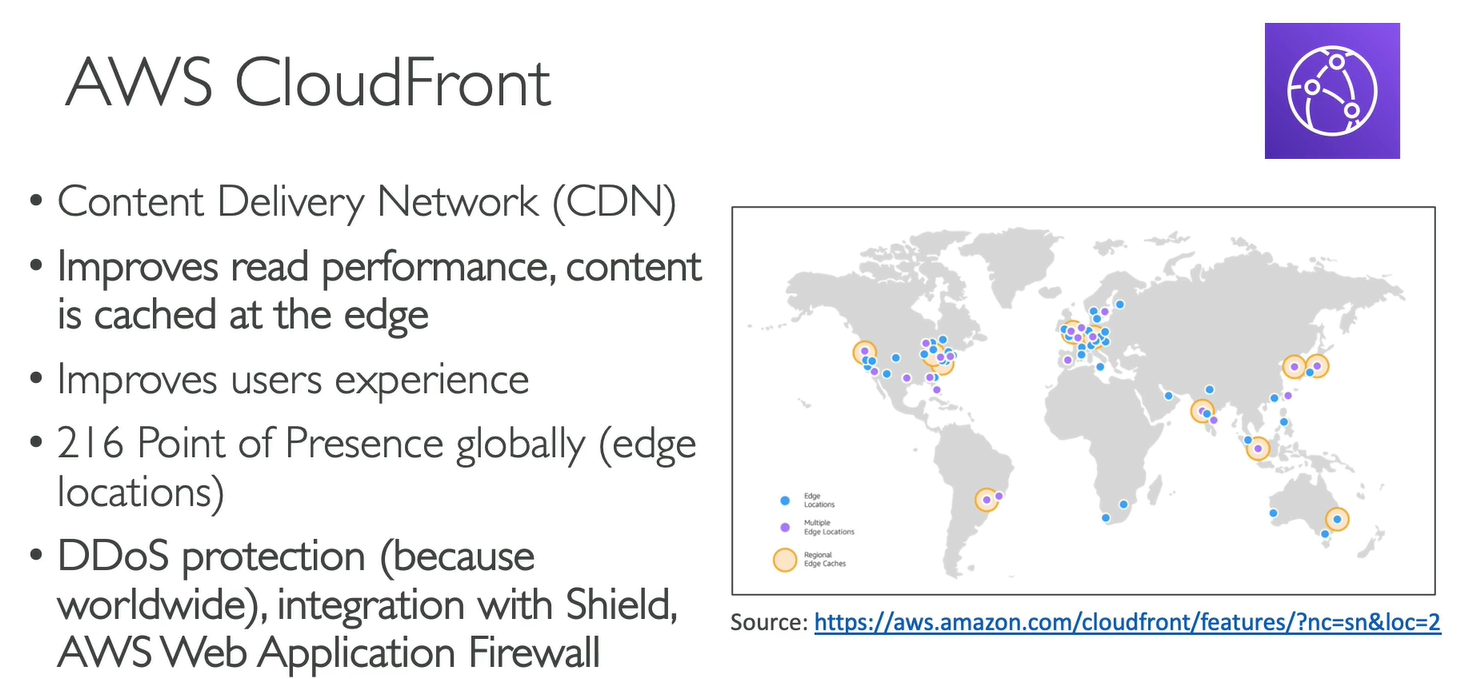 AWS CloudFront
• Content Delivery Network (CDN)
• Improves read performance, content
is cached at the edge
• Improves users experience
• 216 Point of Presence globally (edge
locations)
• DDoS protection (because
worldwide), integration with Shield,
AWS Web Application Firewall
Edge
Locations
Multiple
Edge Locations
Regional
Edge Caches
Source: https://aws.amazon.com/cloudfront/features/?nc=sn&loc=2